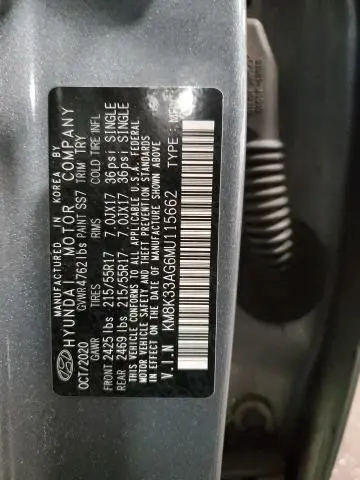 MANUFACTURED IN KOREA BY
HYUNDAI MOTOR COMPANY
OCT/2020 GVWR 4762 lbs PAINT SS7 TRIM TRY
GAWR TIRES RIMS COLD TIRE INFL
FRONT 2425 lbs 215/55R17 7.0JX17 36psi SINGLE
REAR 2469 lbs 215/55R17 7.0JX17 36psi SINGLE
THIS VEHICLE CONFORMS TO ALL APPLICABLE U.S. FEDERAL
MOTOR VEHICLE SAFETY, BUMPER, AND THEFT PREVENTION STANDARDS
IN EFFECT ON THE DATE OF MANUFACTURE SHOWN ABOVE
V.I.N KM8K33AG6MU115662 TYPE: